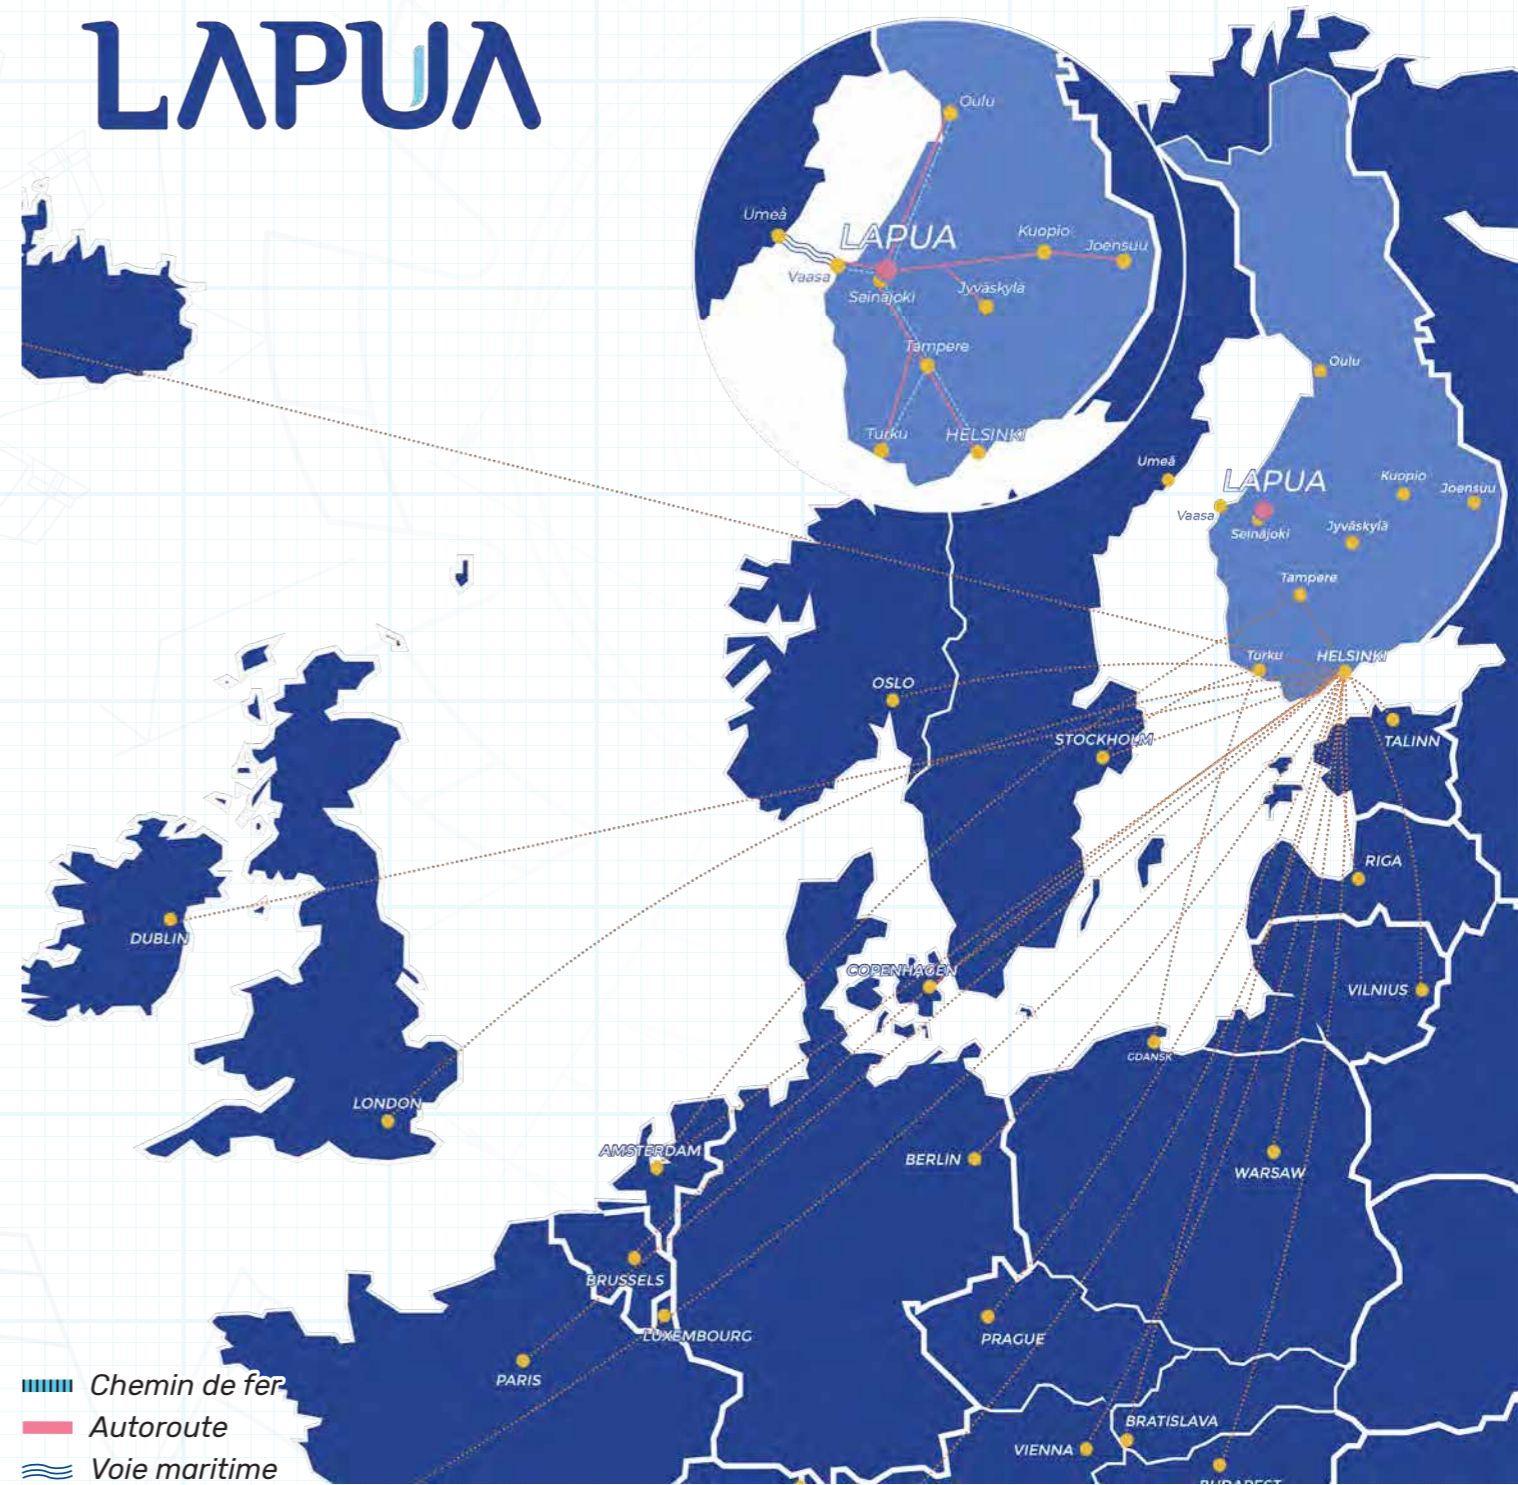 LAPUA
Oulu
Umeå
LAPUA
Kuopio
Joensuu
Vaasa
Seinäjoki
Jyväskylä
Tampere
Turku
HELSINKI
Oulu
Umeå
LAPUA
Kuopio
Joensuu
Vaasa
Seinäjoki
Jyväskylä
Tampere
Turku
HELSINKI
OSLO
STOCKHOLM
TALINN
RIGA
DUBLIN
COPENHAGEN
VILNIUS
GDANSK
LONDON
AMSTERDAM
BERLIN
WARSAW
BRUSSELS
LUXEMBOURG
PRAGUE
PARIS
BRATISLAVA
VIENNA
BUDAPEST
Chemin de fer
Autoroute
Voie maritime